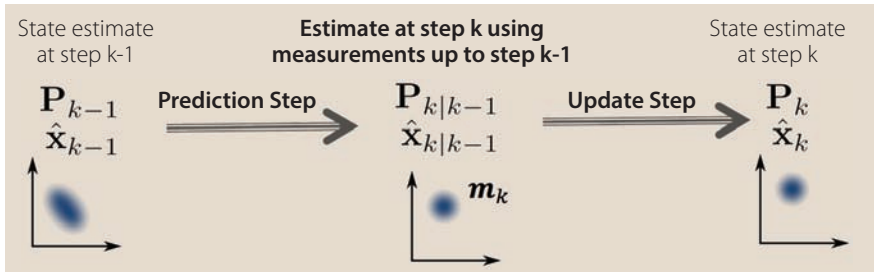 State estimate
at step k-1
Estimate at step k using
measurements up to step k-1
State estimate
at step k
P_{k−1}
x̂_{k−1}
Prediction Step
P_{k|k−1}
x̂_{k|k−1}
Update Step
P_k
x̂_k
m_k